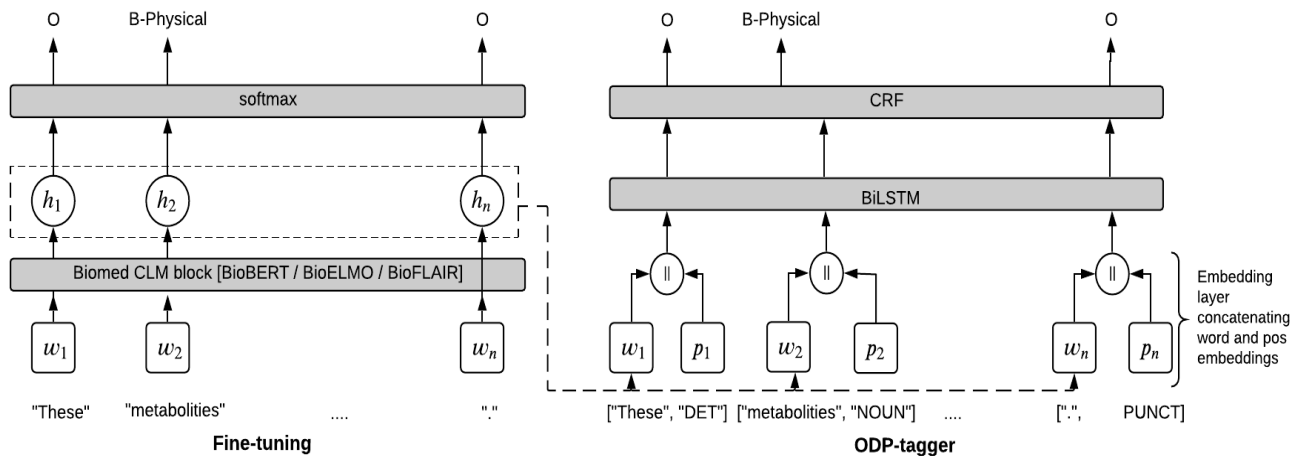 O B-Physical O
softmax
h1 h2 hn
Biomed CLM block [BioBERT / BioELMO / BioFLAIR]
w1 w2 wn
"These" "metabolities" .... "."
Fine-tuning
O B-Physical O
CRF
BiLSTM
|| || ||
w1 p1 w2 p2 wn pn
Embedding
layer
concatenating
word and pos
embeddings
["These", "DET"] ["metabolities", "NOUN"] .... [".", PUNCT]
ODP-tagger